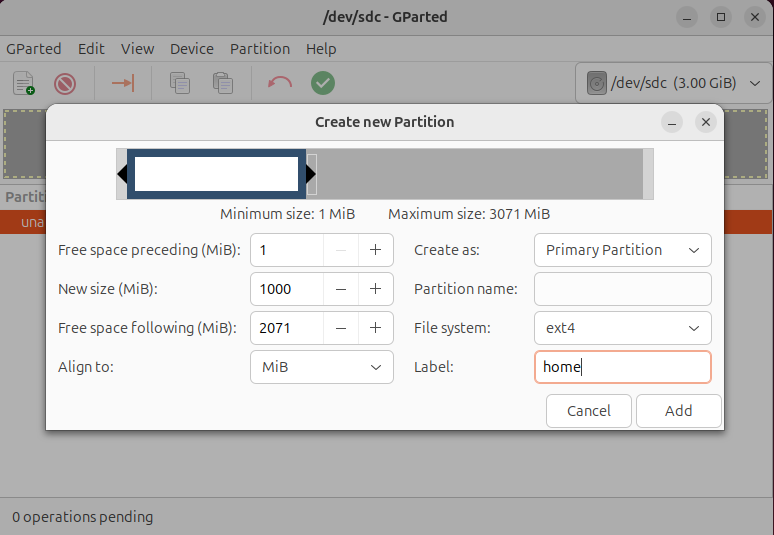 /dev/sdc - GParted
GParted Edit View Device Partition Help
/dev/sdc (3.00 GiB)
Create new Partition
Partiti
una
Minimum size: 1 MiB Maximum size: 3071 MiB
Free space preceding (MiB): 1 Create as: Primary Partition
New size (MiB): 1000 Partition name:
Free space following (MiB): 2071 File system: ext4
Align to: MiB Label: home
Cancel Add
0 operations pending